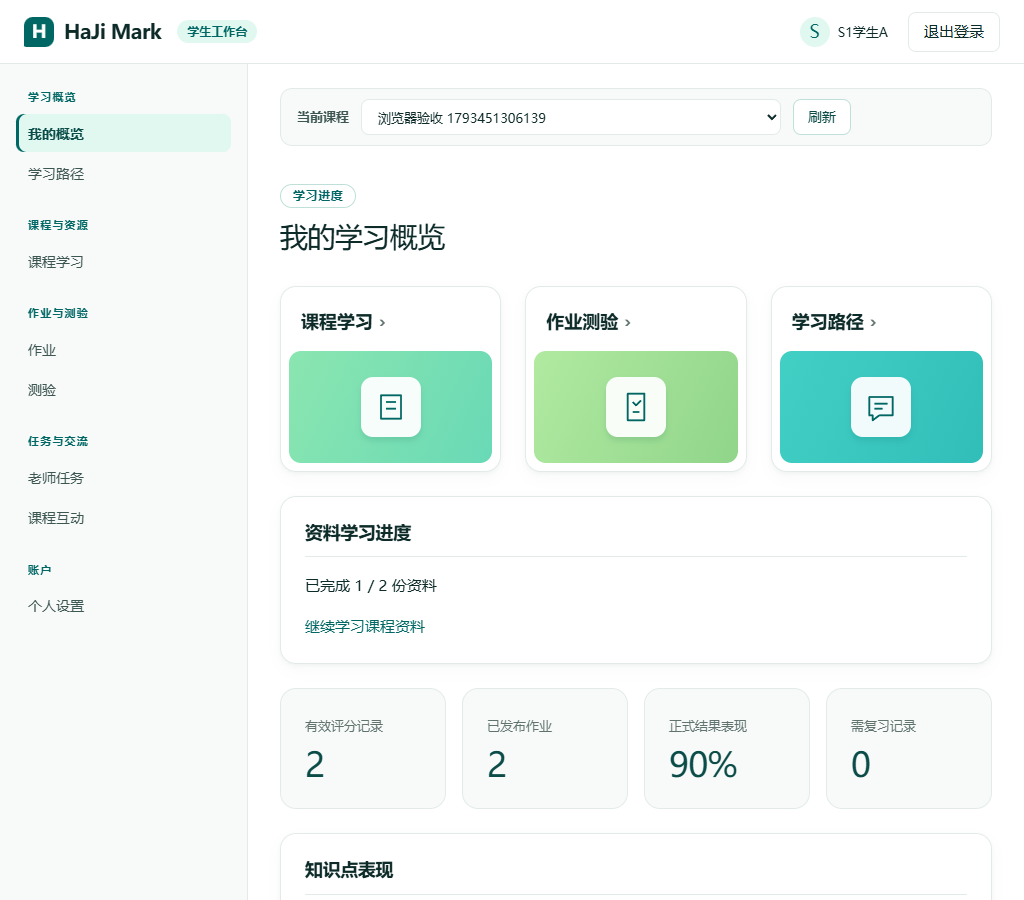 H HaJi Mark 学生工作台 S S1学生A 退出登录
学习概览
我的概览
学习路径
课程与资源
课程学习
作业与测验
作业
测验
任务与交流
老师任务
课程互动
账户
个人设置
当前课程 浏览器验收 1793451306139 刷新
学习进度
我的学习概览
课程学习 ›
作业测验 ›
学习路径 ›
资料学习进度
已完成 1 / 2 份资料
继续学习课程资料
有效评分记录
2
已发布作业
2
正式结果表现
90%
需复习记录
0
知识点表现